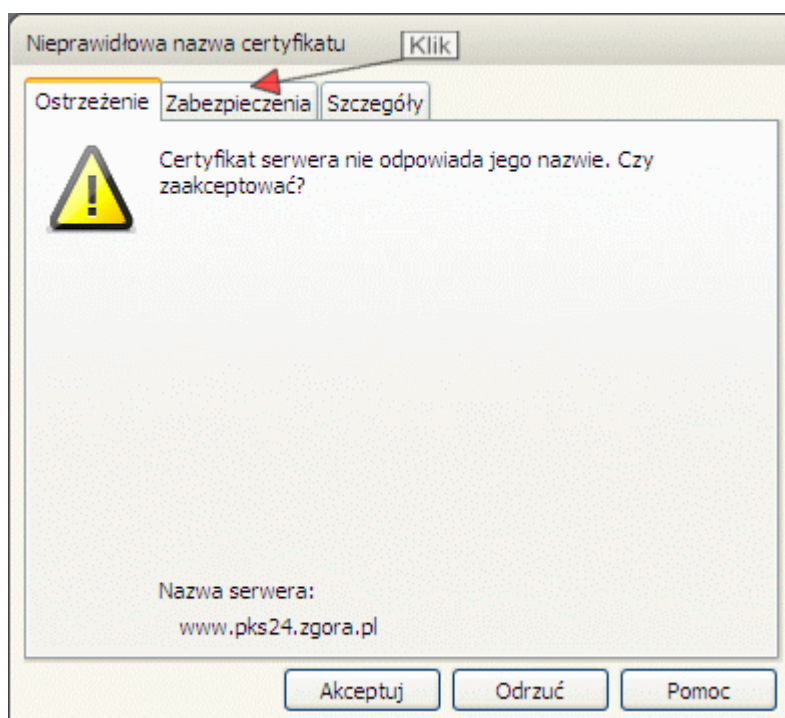 Nieprawidłowa nazwa certyfikatu
Klik
Ostrzeżenie Zabezpieczenia Szczegóły
Certyfikat serwera nie odpowiada jego nazwie. Czy
zaakceptować?
Nazwa serwera:
www.pks24.zgora.pl
Akceptuj Odrzuć Pomoc